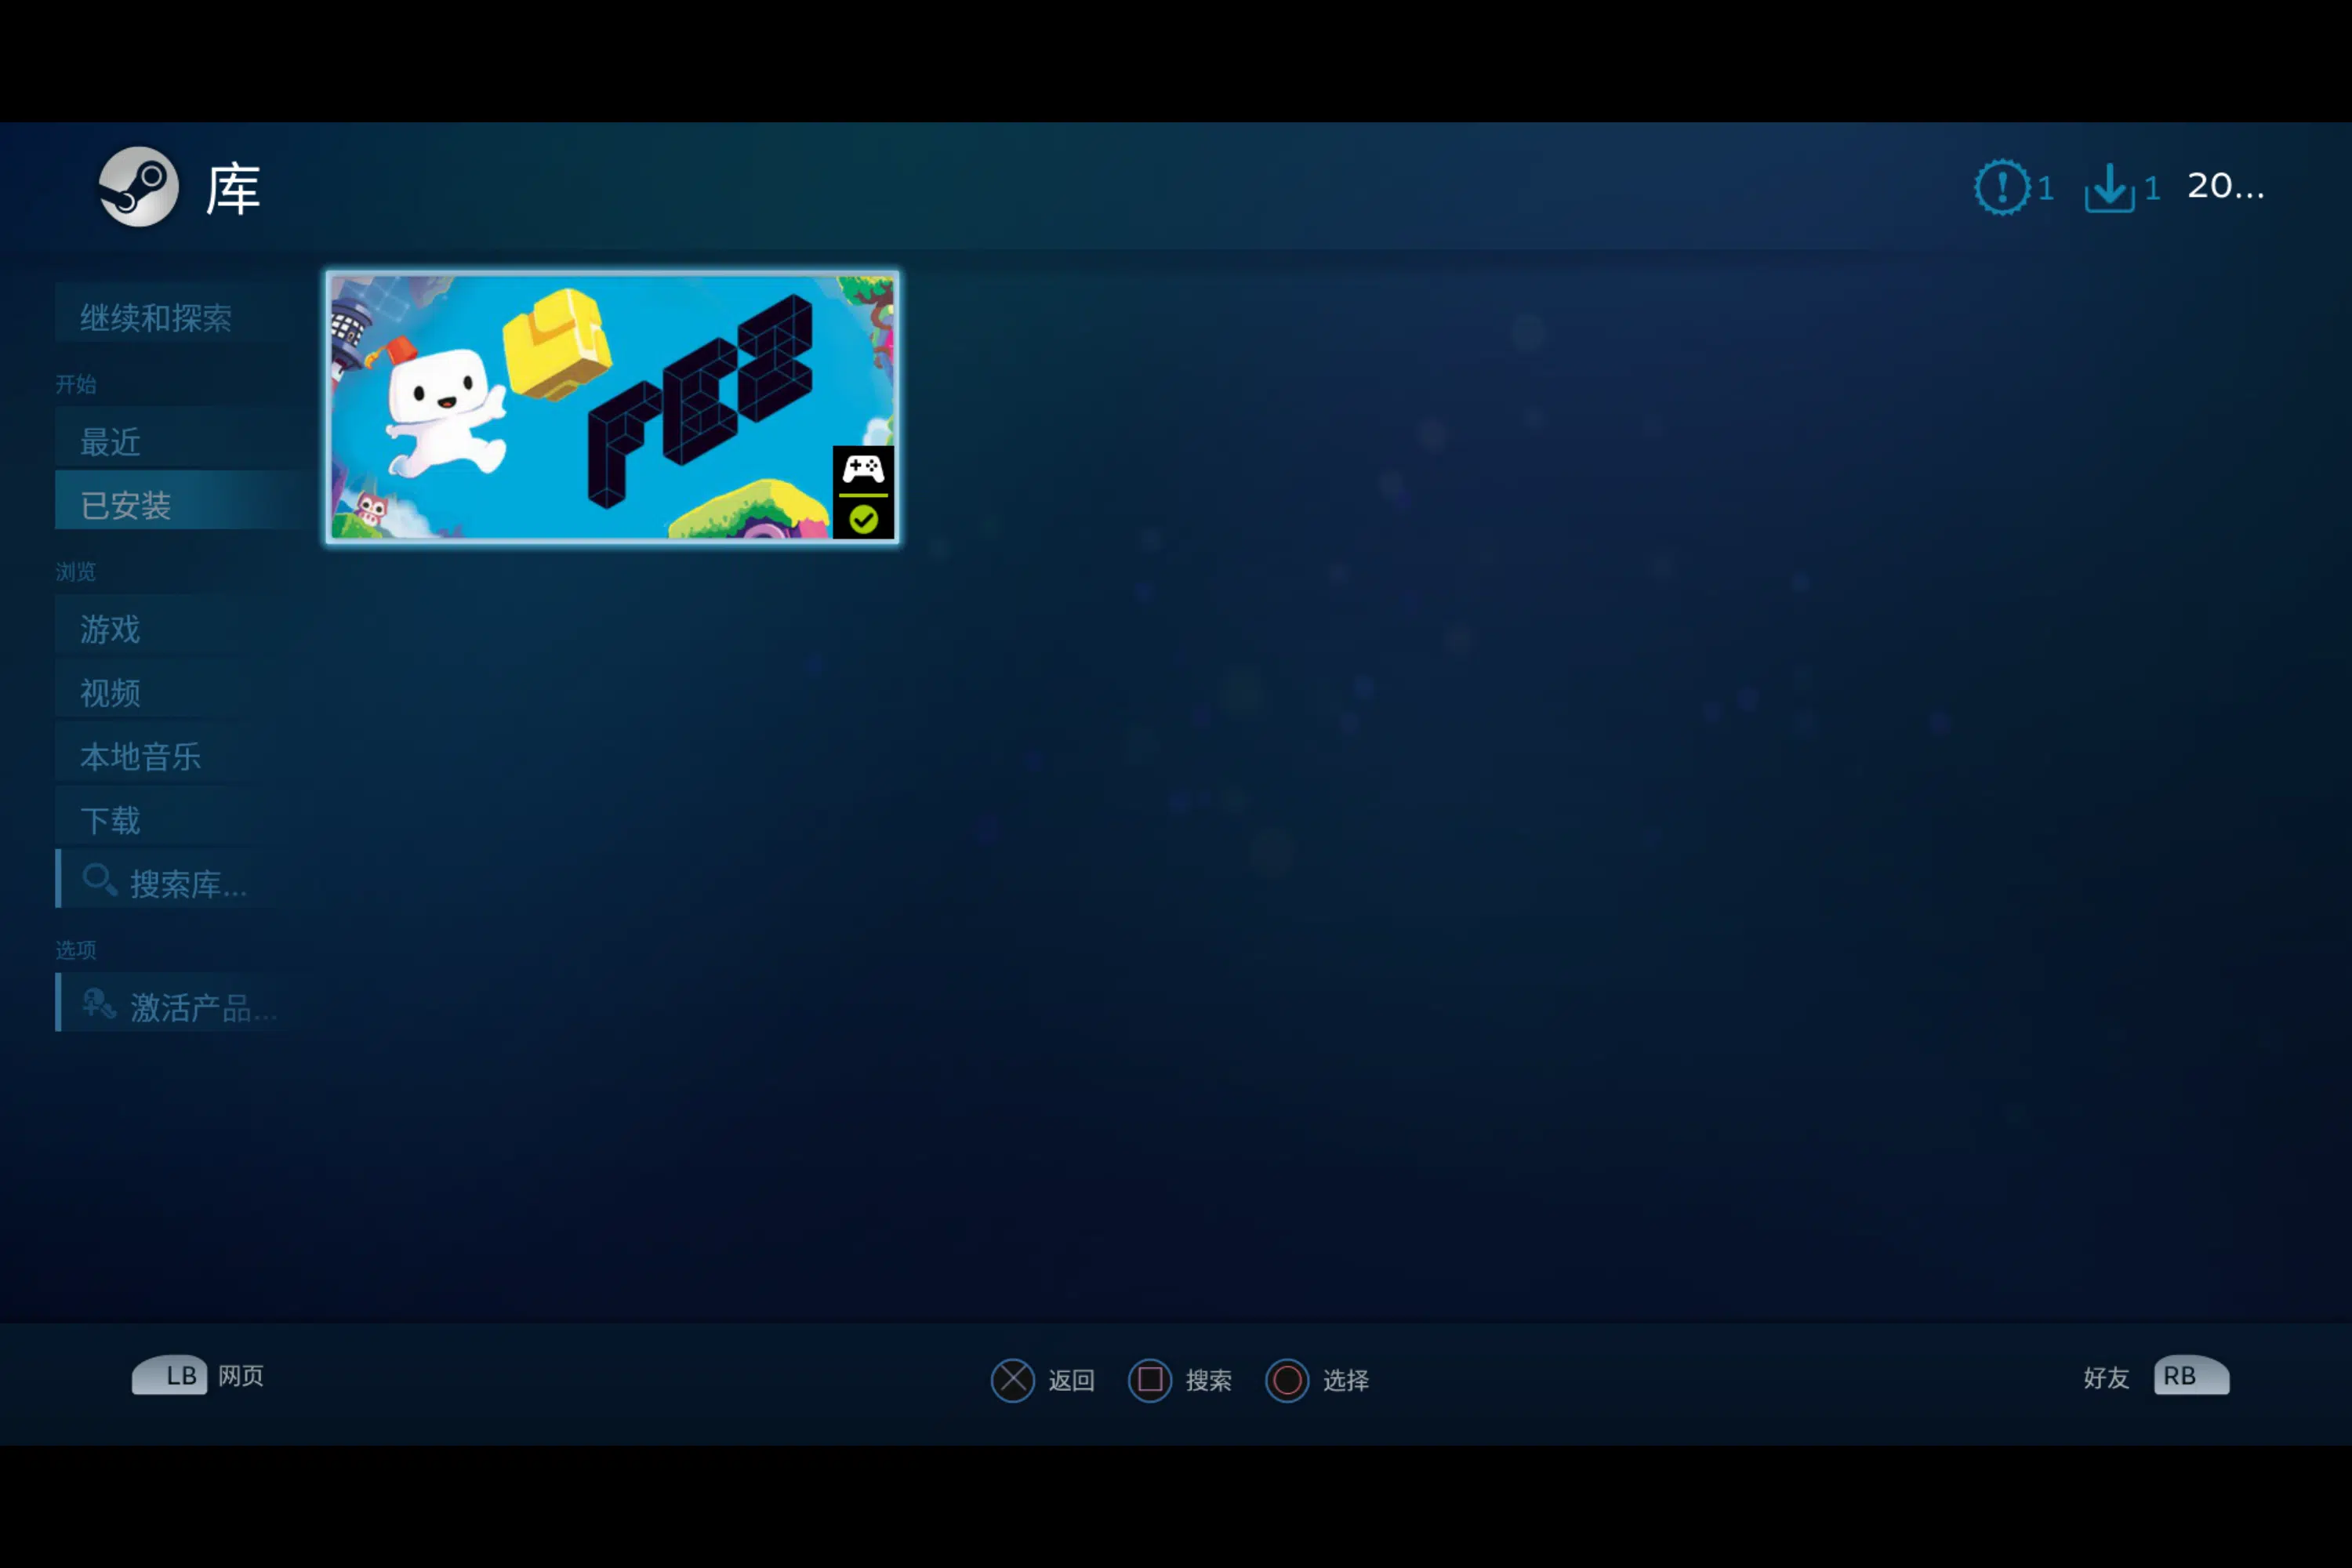 库
1
1
20...
继续和探索
开始
最近
已安装
浏览
游戏
视频
本地音乐
下载
搜索库...
选项
激活产品...
FEZ
LB 网页
返回
搜索
选择
好友 RB